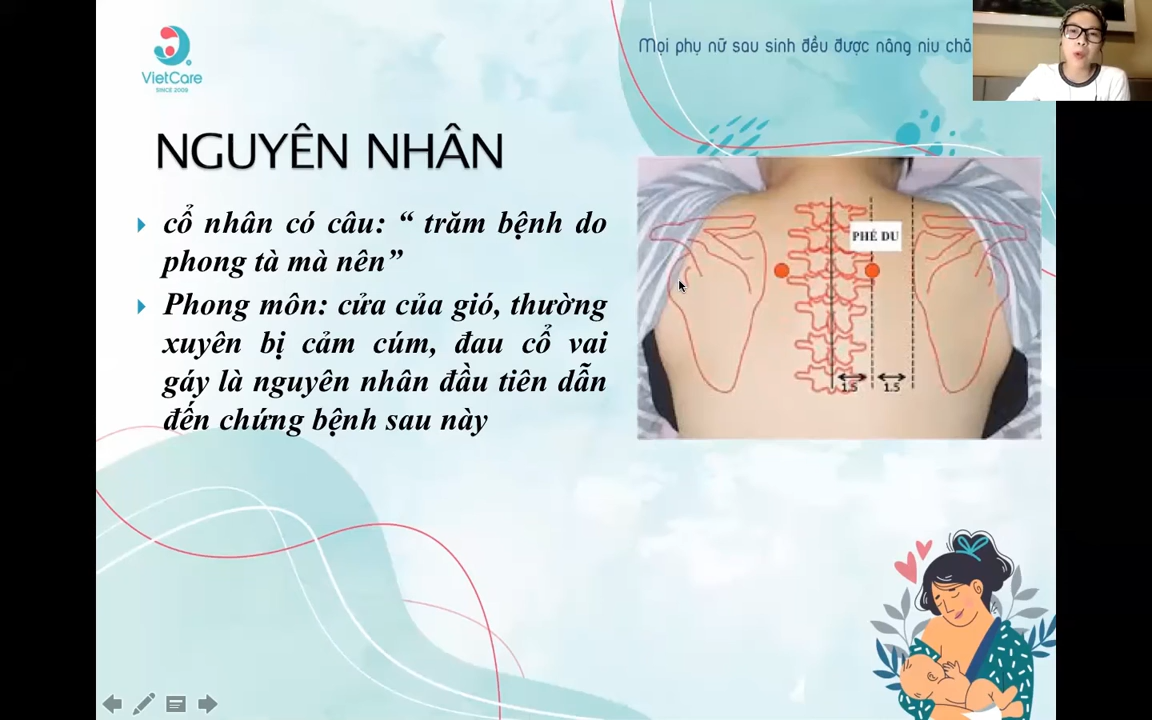 VietCare
SINCE 2009
Mọi phụ nữ sau sinh đều được nâng niu chă
NGUYÊN NHÂN
cổ nhân có câu: “ trăm bệnh do
phong tà mà nên”
Phong môn: cửa của gió, thường
xuyên bị cảm cúm, đau cổ vai
gáy là nguyên nhân đầu tiên dẫn
đến chứng bệnh sau này
PHẾ DU
1.5 1.5